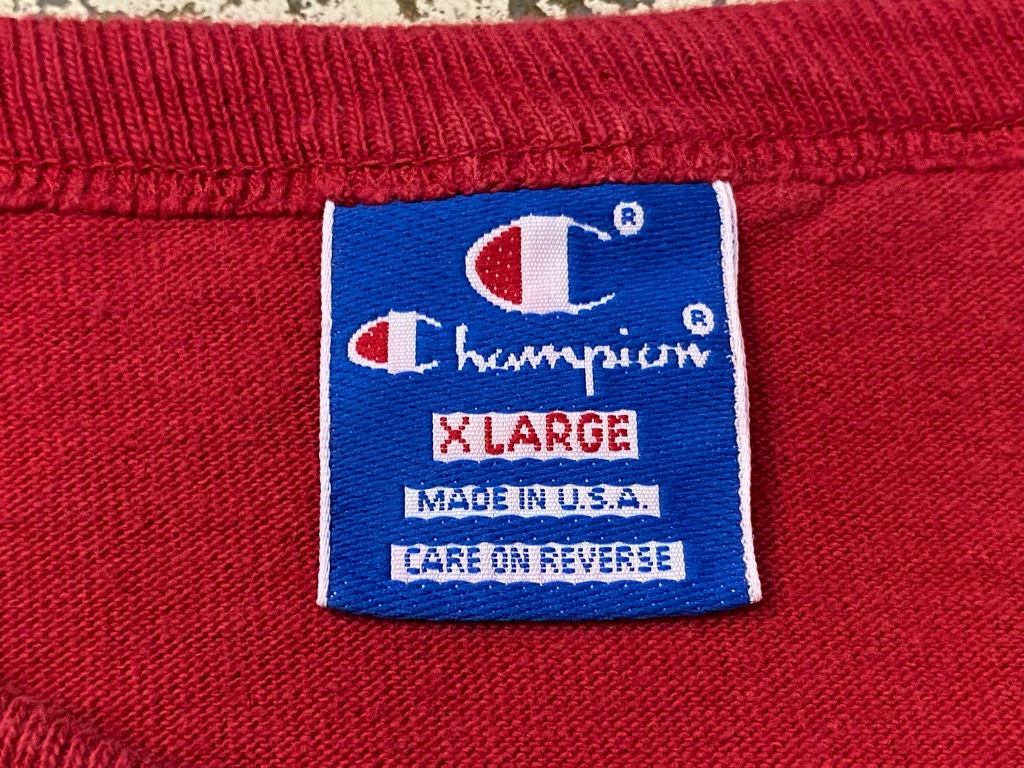 C ®
Champion ®
X LARGE
MADE IN U.S.A.
CARE ON REVERSE